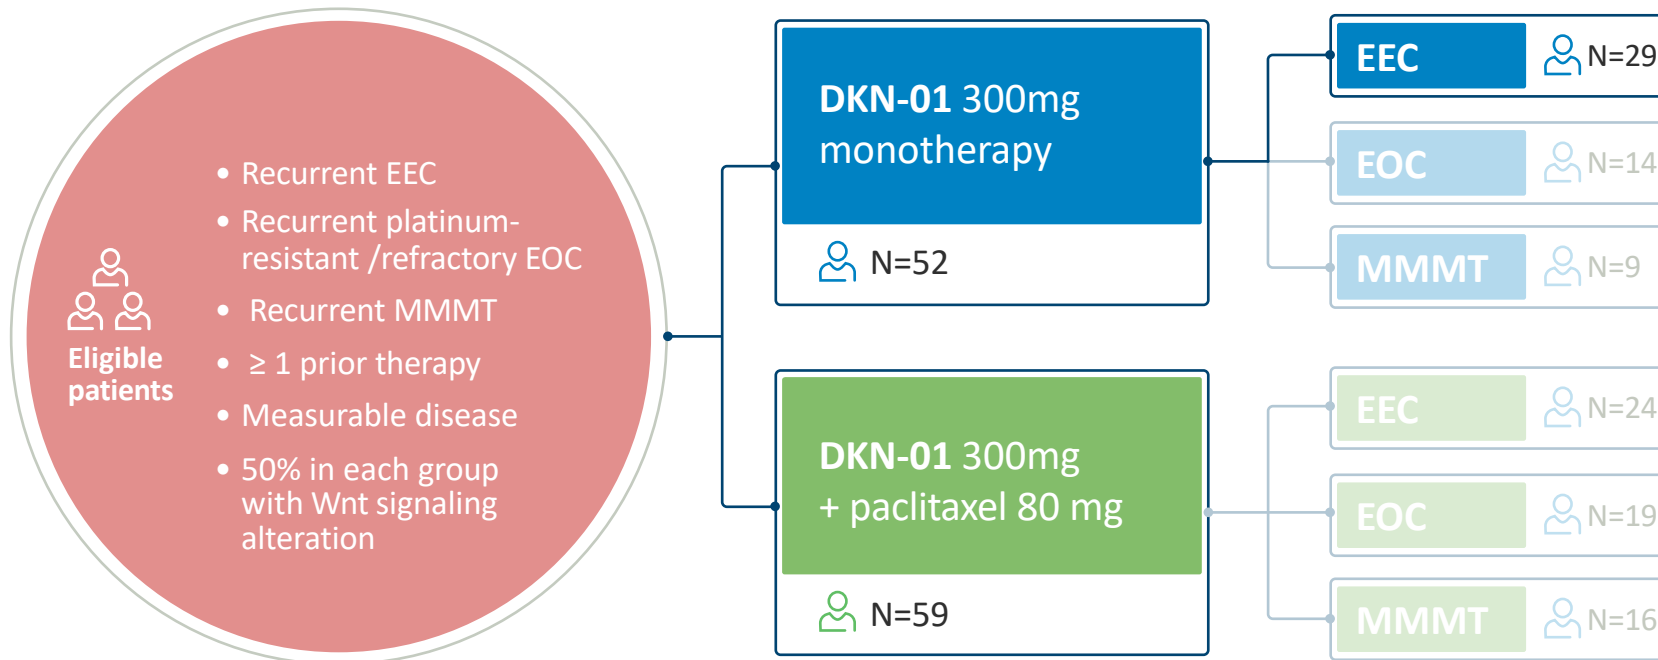 Eligible
patients
• Recurrent EEC
• Recurrent platinum-
resistant /refractory EOC
• Recurrent MMMT
• ≥ 1 prior therapy
• Measurable disease
• 50% in each group
with Wnt signaling
alteration
DKN-01 300mg
monotherapy
N=52
EEC N=29
EOC N=14
MMMT N=9
DKN-01 300mg
+ paclitaxel 80 mg
N=59
EEC N=24
EOC N=19
MMMT N=16